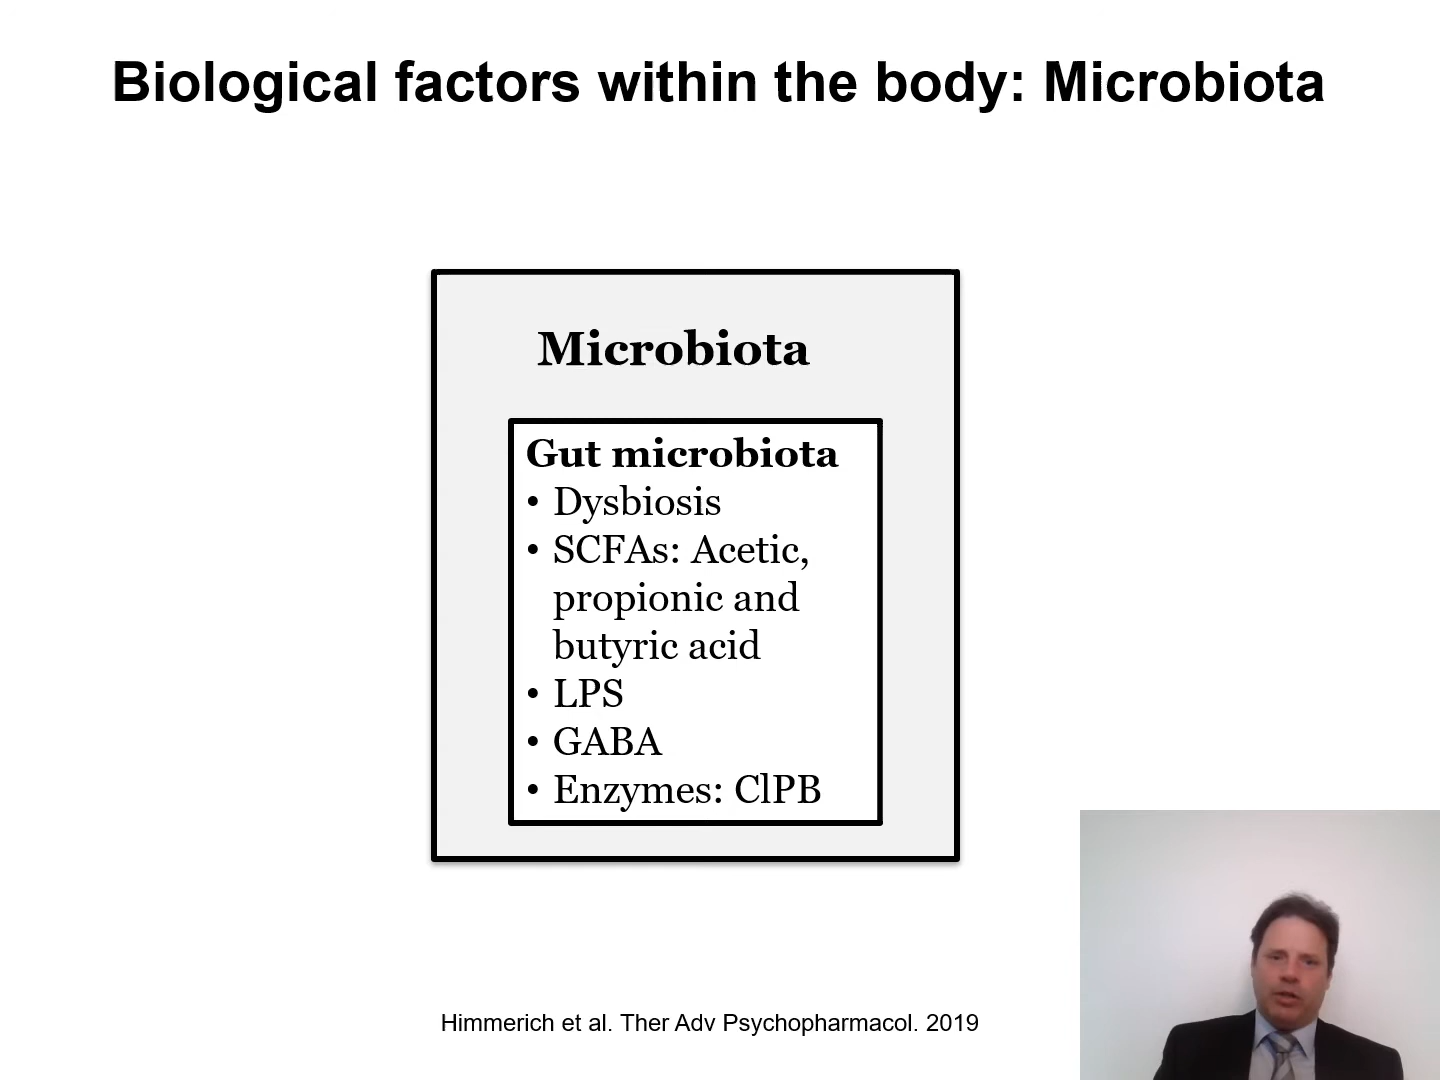 Biological factors within the body: Microbiota
Microbiota
Gut microbiota
• Dysbiosis
• SCFAs: Acetic,
propionic and
butyric acid
• LPS
• GABA
• Enzymes: ClPB
Himmerich et al. Ther Adv Psychopharmacol. 2019